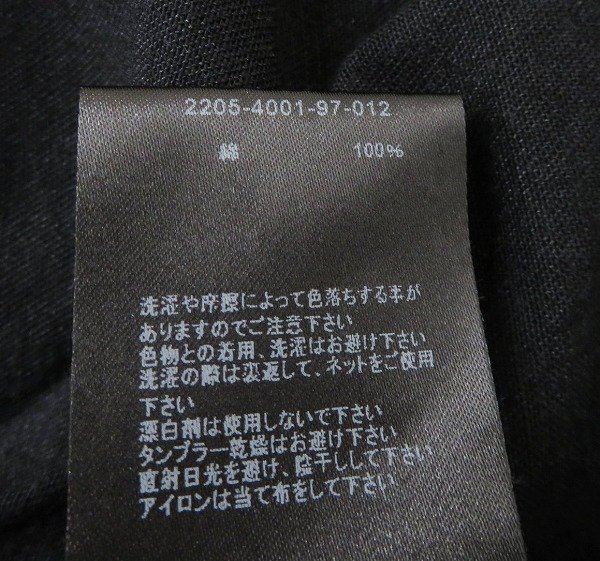 2205-4001-97-012
綿 100%
洗濯や摩擦によって色落ちする事が
ありますのでご注意下さい
色物との着用、洗濯はお避け下さい
洗濯の際は裏返して、ネットをご使用
下さい
漂白剤は使用しないで下さい
タンブラー乾燥はお避け下さい
直射日光を避け、陰干しして下さい
アイロンは当て布をして下さい